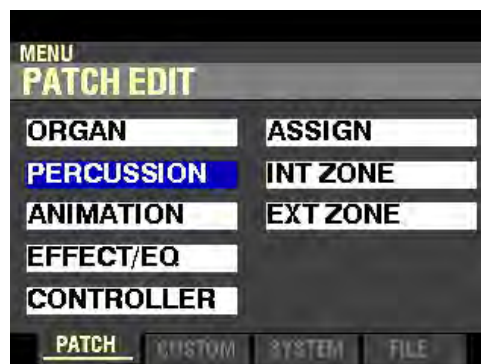 MENU
PATCH EDIT
ORGAN
ASSIGN
PERCUSSION
INT ZONE
ANIMATION
EXT ZONE
EFFECT/EQ
CONTROLLER
PATCH CUSTOM SYSTEM FILE